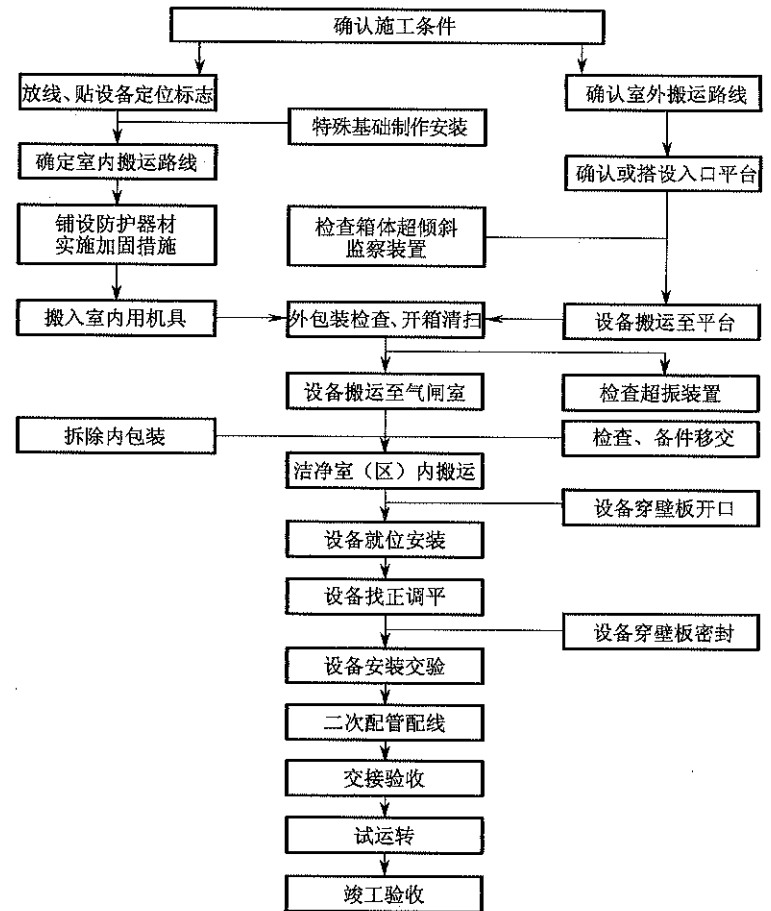 确认施工条件
放线、贴设备定位标志
确认室外搬运路线
特殊基础制作安装
确定室内搬运路线
确认或搭设入口平台
铺设防护器材
实施加固措施
检查箱体超倾斜
监察装置
搬入室内用机具
外包装检查、开箱清扫
设备搬运至平台
设备搬运至气闸室
检查超振装置
拆除内包装
检查、备件移交
洁净室（区）内搬运
设备穿壁板开口
设备就位安装
设备找正调平
设备穿壁板密封
设备安装交验
二次配管配线
交接验收
试运转
竣工验收